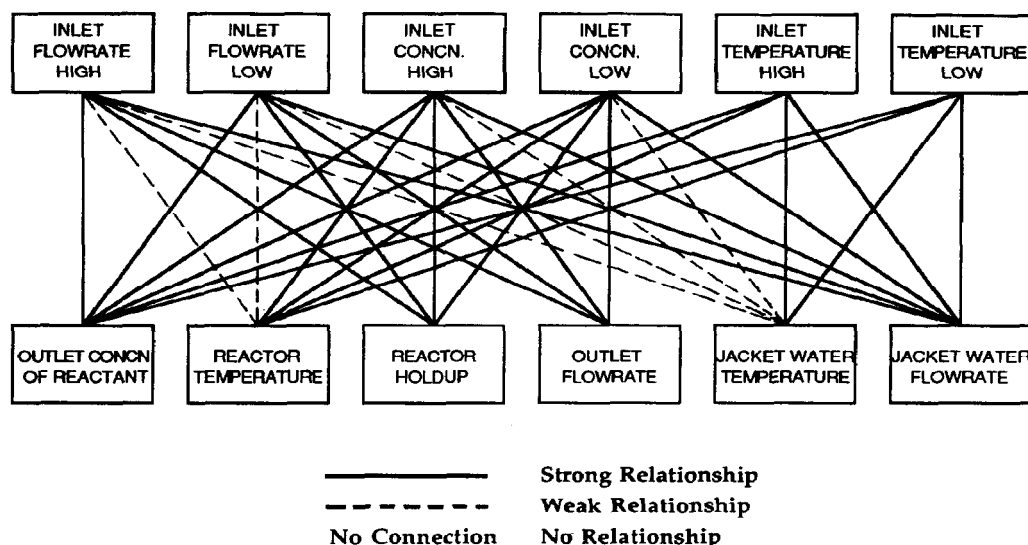 INLET
FLOWRATE
HIGH
INLET
FLOWRATE
LOW
INLET
CONCN.
HIGH
INLET
CONCN.
LOW
INLET
TEMPERATURE
HIGH
INLET
TEMPERATURE
LOW
OUTLET CONCN
OF REACTANT
REACTOR
TEMPERATURE
REACTOR
HOLDUP
OUTLET
FLOWRATE
JACKET WATER
TEMPERATURE
JACKET WATER
FLOWRATE
Strong Relationship
Weak Relationship
No Connection No Relationship